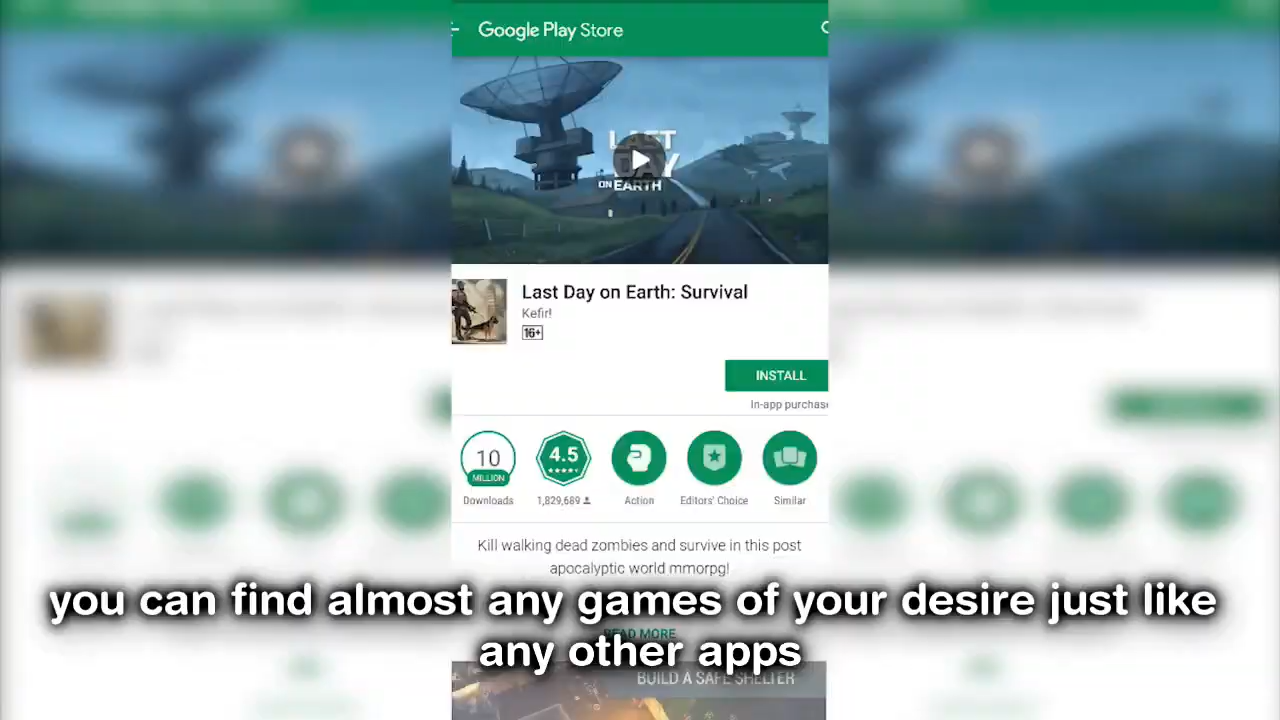 Google Play Store
LAST
DAY
ON EARTH
Last Day on Earth: Survival
Kefir!
16+
INSTALL
In-app purchas
10
MILLION
Downloads
4.5
1,829,689
Action
Editors' Choice
Similar
Kill walking dead zombies and survive in this post
apocalyptic world mmorpg!
you can find almost any games of your desire just like
READ MORE
any other apps
BUILD A SAFE SHELTER